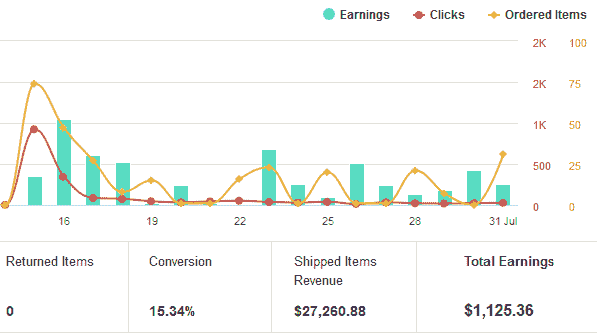 Earnings Clicks Ordered Items
2K 100
2K 75
1K 50
500 25
0 0
16 19 22 25 28 31 Jul
Returned Items Conversion Shipped Items Revenue Total Earnings
0 15.34% $27,260.88 $1,125.36